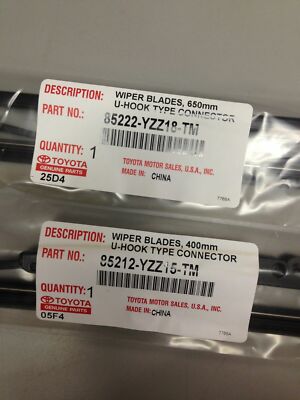 DESCRIPTION: WIPER BLADES, 650mm
U-HOOK TYPE CONNECTOR
PART NO.: 85222-YZZ18-TM
QUANTITY: 1
TOYOTA
GENUINE PARTS
TOYOTA MOTOR SALES, U.S.A., INC.
MADE IN: CHINA
25D4
7786A
DESCRIPTION: WIPER BLADES, 400mm
U-HOOK TYPE CONNECTOR
PART NO.: 85212-YZZ15-TM
QUANTITY: 1
TOYOTA
GENUINE PARTS
TOYOTA MOTOR SALES, U.S.A., INC.
MADE IN: CHINA
05F4
7786A